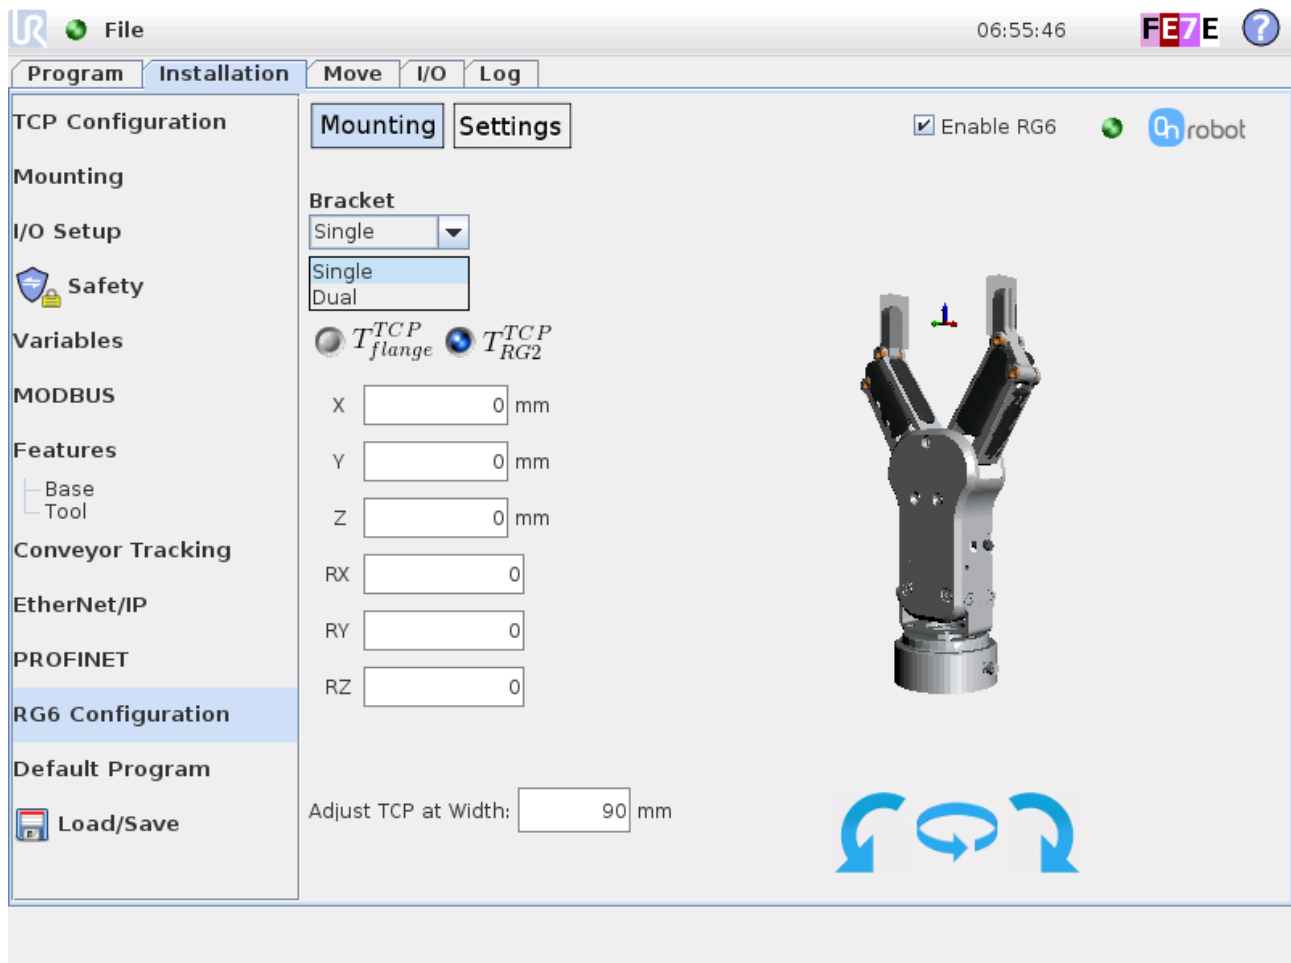 UR File 06:55:46 FE7E ?
Program Installation Move I/O Log
TCP Configuration
Mounting
I/O Setup
Safety
Variables
MODBUS
Features
Base
Tool
Conveyor Tracking
EtherNet/IP
PROFINET
RG6 Configuration
Default Program
Load/Save
Mounting Settings
Enable RG6
On robot
Bracket
Single
Single
Dual
T TCP flange T TCP RG2
X 0 mm
Y 0 mm
Z 0 mm
RX 0
RY 0
RZ 0
Adjust TCP at Width: 90 mm